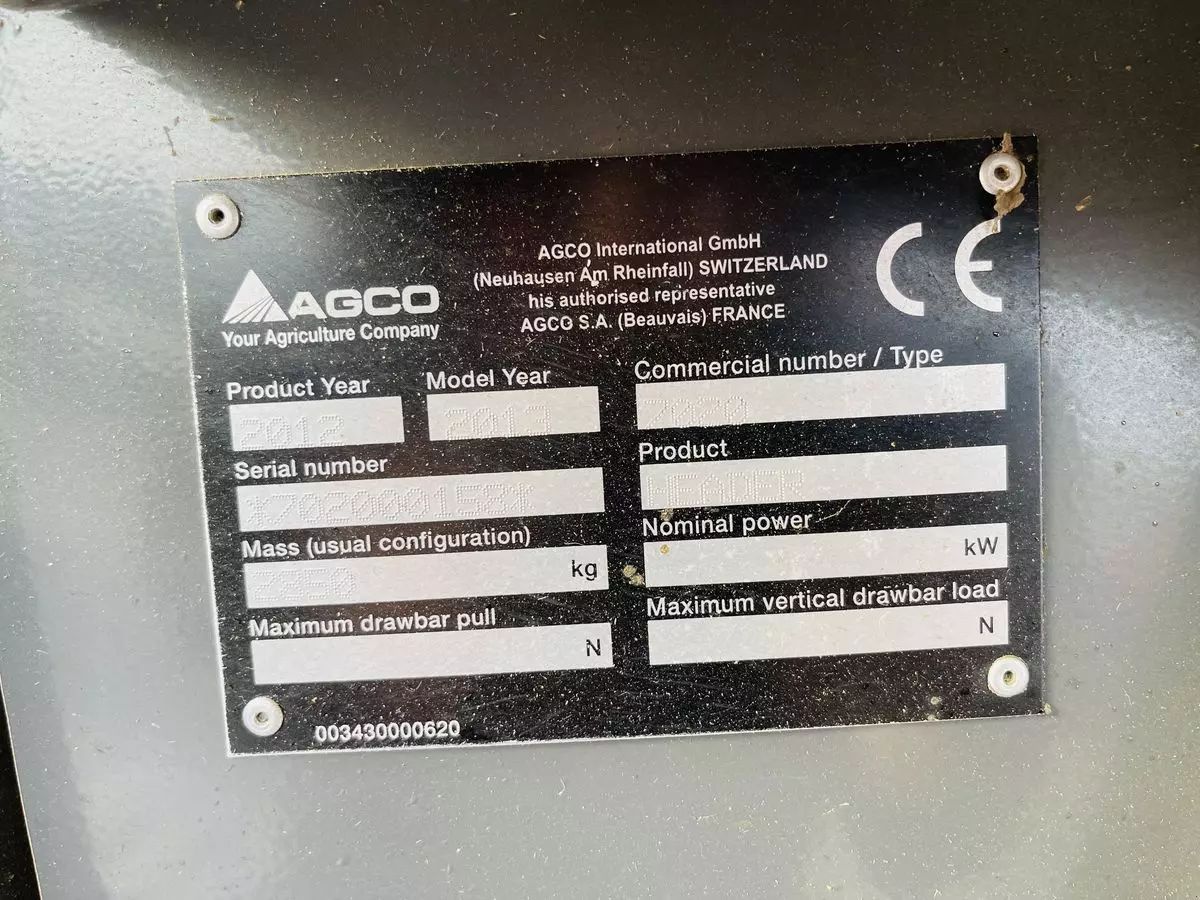 AGCO
Your Agriculture Company
AGCO International GmbH
(Neuhausen Am Rheinfall) SWITZERLAND
his authorised representative
AGCO S.A. (Beauvais) FRANCE
CE
Product Year
2012
Model Year
2013
Commercial number / Type
7020
Serial number
*702000158*
Product
HEADER
Mass (usual configuration)
kg
Nominal power
kW
Maximum drawbar pull
N
Maximum vertical drawbar load
N
003430000620